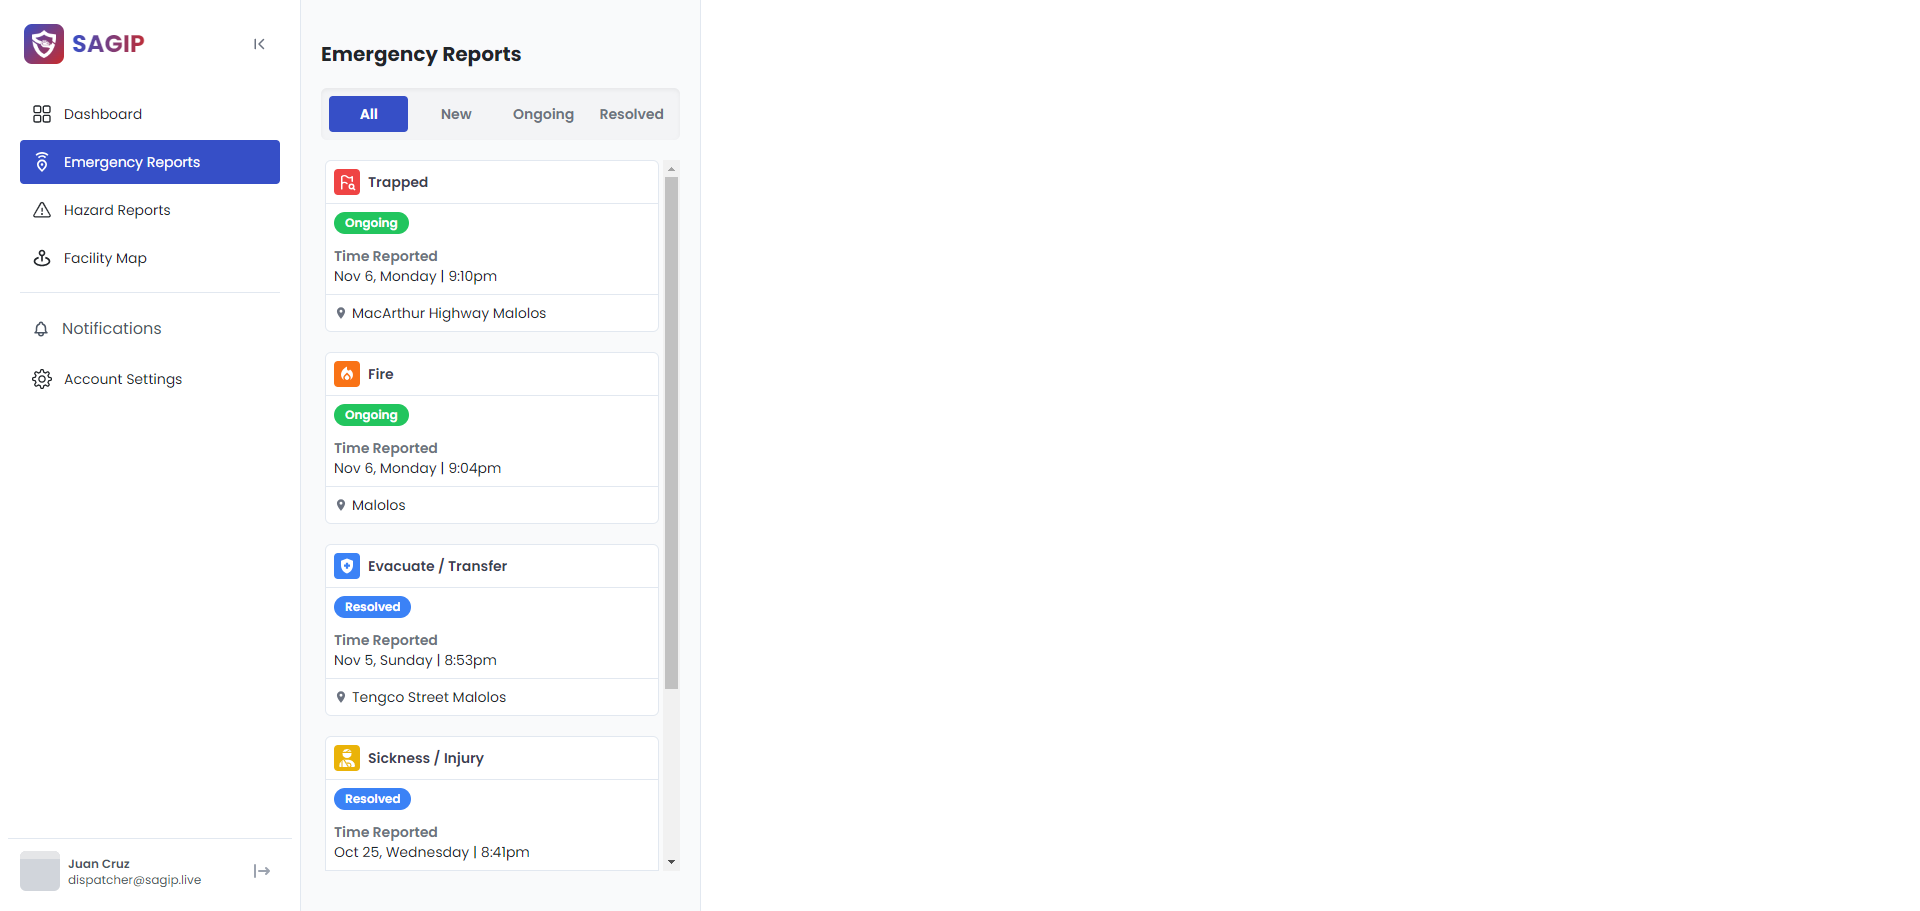 SAGIP
Dashboard
Emergency Reports
Hazard Reports
Facility Map
Notifications
Account Settings
Juan Cruz
dispatcher@sagip.live
Emergency Reports
All New Ongoing Resolved
Trapped
Ongoing
Time Reported
Nov 6, Monday | 9:10pm
MacArthur Highway Malolos
Fire
Ongoing
Time Reported
Nov 6, Monday | 9:04pm
Malolos
Evacuate / Transfer
Resolved
Time Reported
Nov 5, Sunday | 8:53pm
Tengco Street Malolos
Sickness / Injury
Resolved
Time Reported
Oct 25, Wednesday | 8:41pm